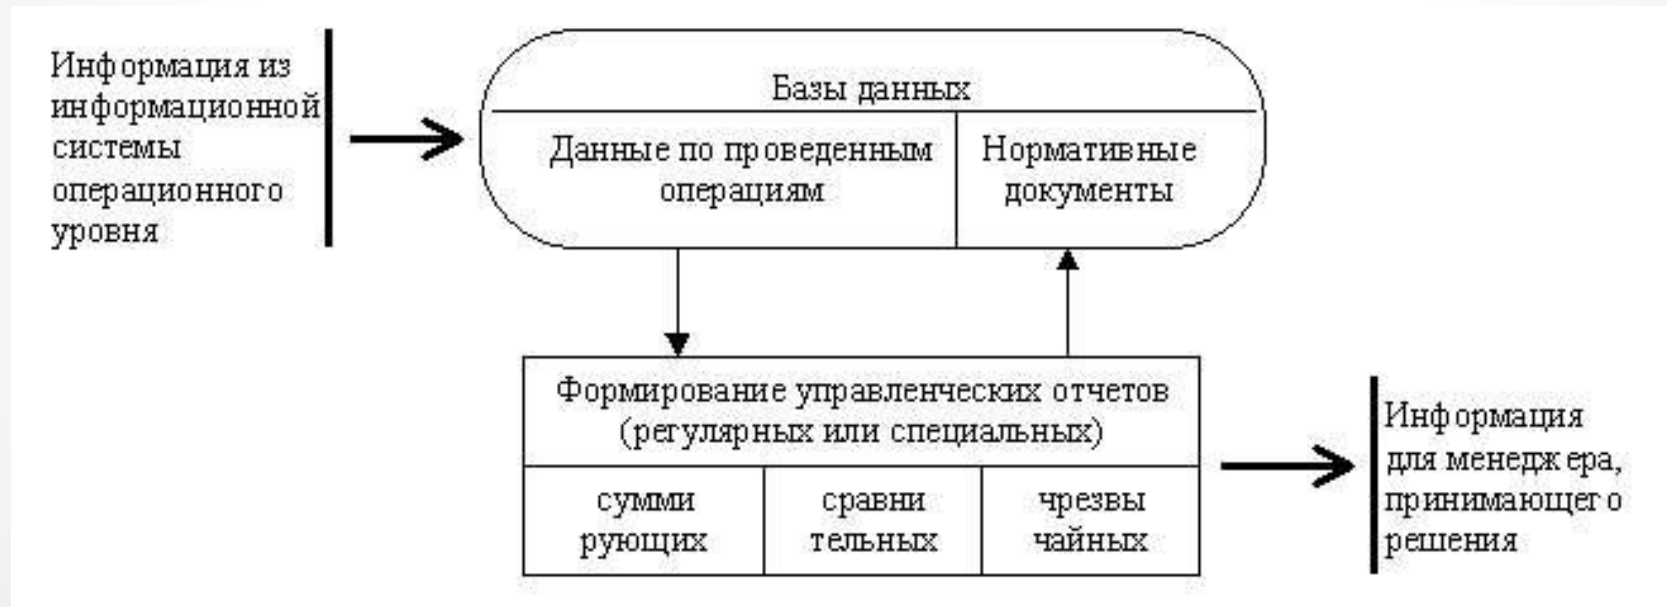 Информация из
информационной
системы
операционного
уровня
Базы данных
Данные по проведенным
операциям
Нормативные
документы
Формирование управленческих отчетов
(регулярных или специальных)
сумми
рующих
сравни
тельных
чрезвы
чайных
Информация
для менеджера,
принимающего
решения